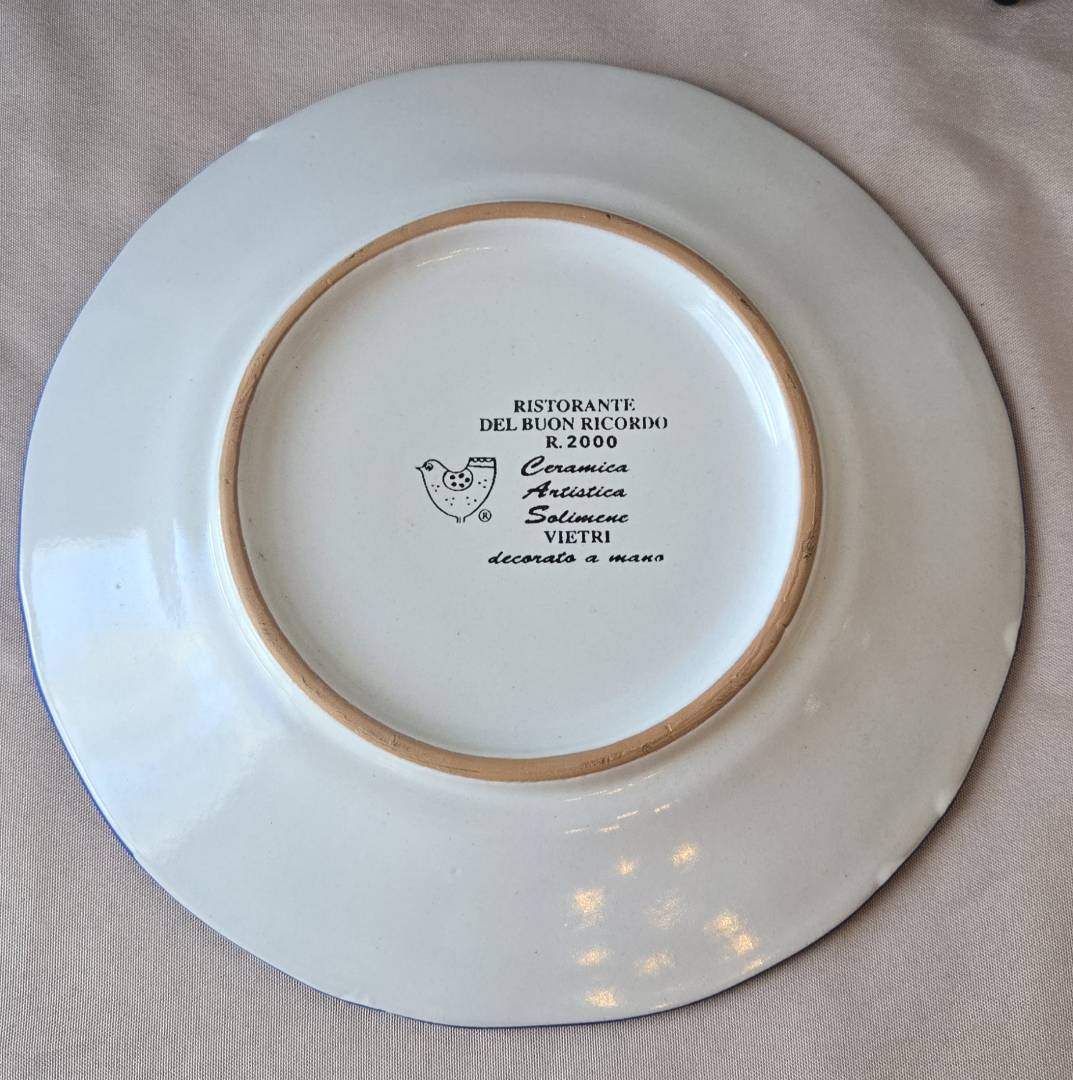 RISTORANTE
DEL BUON RICORDO
R. 2000
Ceramica
Artistica
Solimene
VIETRI
decorato a mano
®